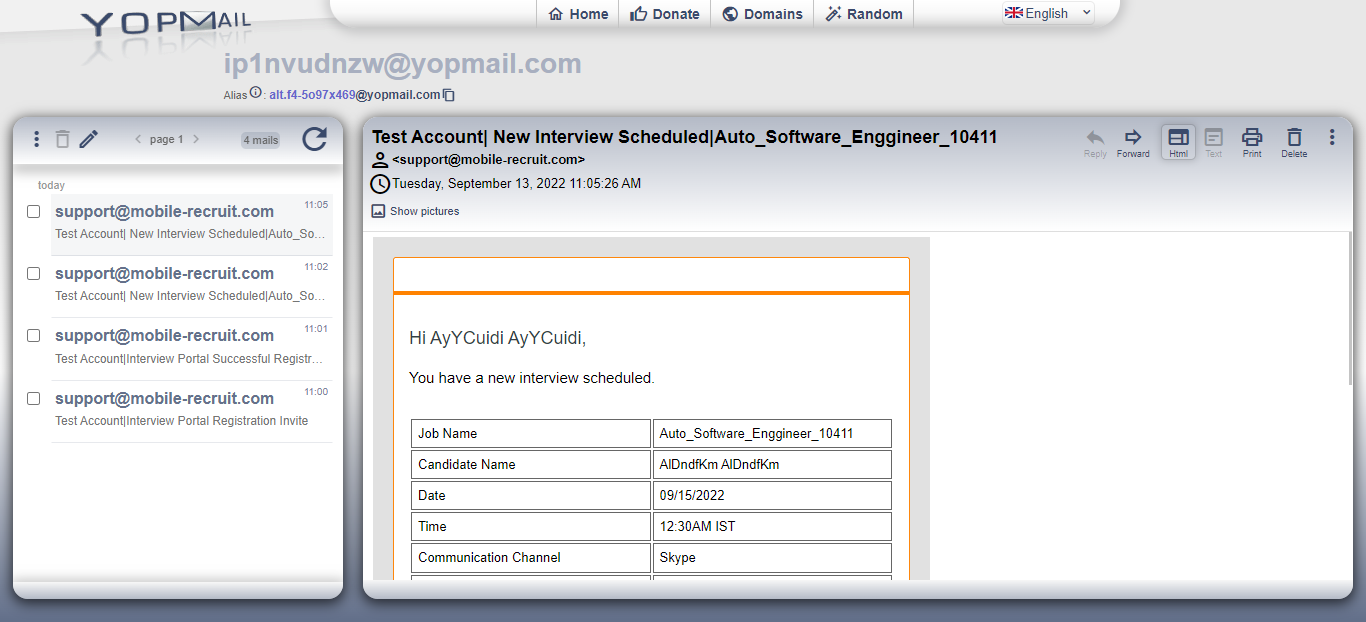 YOPMAIL
Home
Donate
Domains
Random
English
ip1nvudnzw@yopmail.com
Alias : alt.f4-5o97x469@yopmail.com
page 1
4 mails
today
support@mobile-recruit.com 11:05
Test Account| New Interview Scheduled|Auto_So...
support@mobile-recruit.com 11:02
Test Account| New Interview Scheduled|Auto_So...
support@mobile-recruit.com 11:01
Test Account|Interview Portal Successful Registr...
support@mobile-recruit.com 11:00
Test Account|Interview Portal Registration Invite
Test Account| New Interview Scheduled|Auto_Software_Enggineer_10411
<support@mobile-recruit.com>
Tuesday, September 13, 2022 11:05:26 AM
Show pictures
Reply
Forward
Html
Text
Print
Delete
Hi AyYCuidi AyYCuidi,
You have a new interview scheduled.
Job Name Auto_Software_Enggineer_10411
Candidate Name AlDndfKm AlDndfKm
Date 09/15/2022
Time 12:30AM IST
Communication Channel Skype